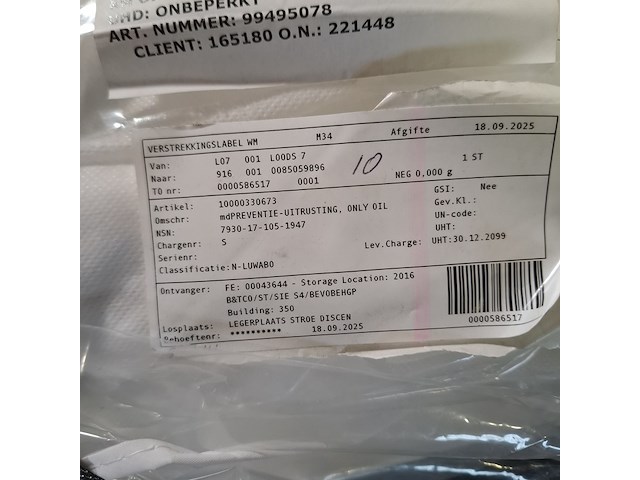 THD: ONBEPERKT
ART. NUMMER: 99495078
CLIENT: 165180 O.N.: 221448
VERSTREKKINGSLABEL WM M34 Afgifte 18.09.2025
Van: L07 001 LOODS 7
Naar: 916 001 0085059896 10 1 ST
TO nr: 0000586517 0001 NEG 0,000 g
Artikel: 10000330673 GSI: Nee
Omschr: mdPREVENTIE-UITRUSTING, ONLY OIL Gev.Kl.:
NSN: 7930-17-105-1947 UN-code:
Chargenr: S UHT:
Serienr: Lev.Charge: UHT:30.12.2099
Classificatie:N-LUWABO
Ontvanger: FE: 00043644 - Storage Location: 2016
B&TCO/ST/SIE S4/BEVOBEHGP
Building: 350
Losplaats: LEGERPLAATS STROE DISCEN
Behoeftenr: ********** 18.09.2025
0000586517